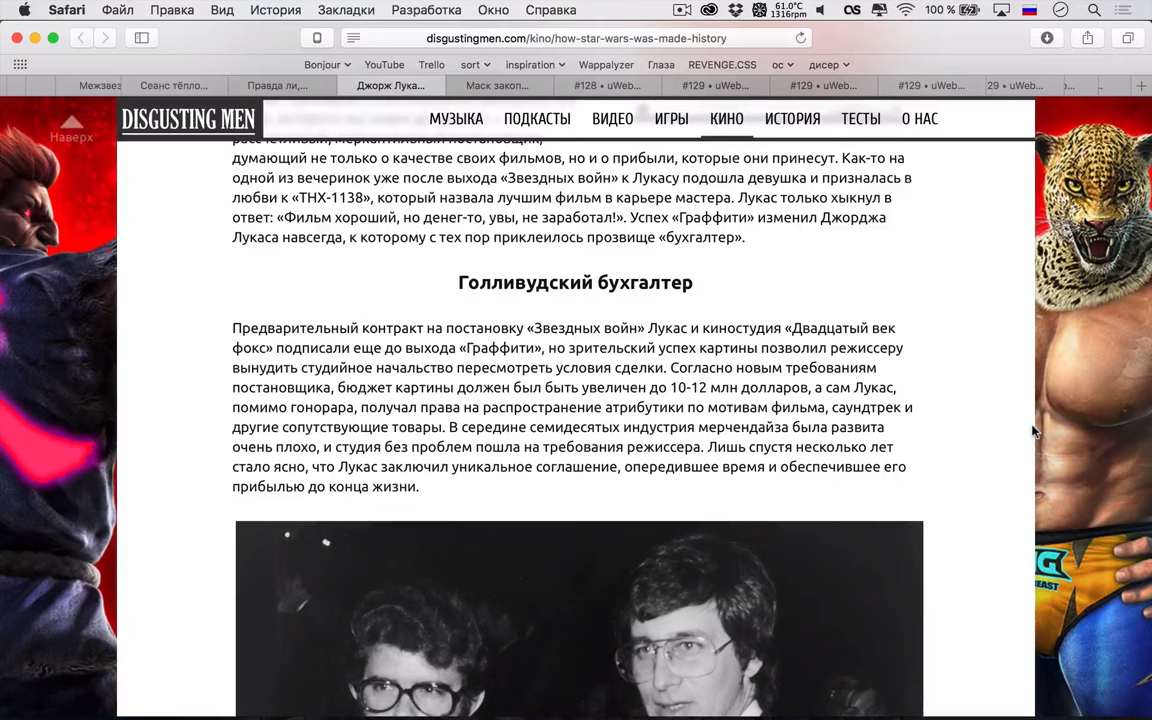 Safari Файл Правка Вид История Закладки Разработка Окно Справка 61.0°C 1316rpm 100 %
disgustingmen.com/kino/how-star-wars-was-made-history
Bonjour YouTube Trello sort inspiration Wappalyzer Глаза REVENGE.CSS ос дисер
Межзвез Сеанс тёпло... Правда ли,... Джорж Лука... Маск закоп... #128 • uWeb... #129 • uWeb... #129 • uWeb... #129 • uWeb... 29 • uWeb...
Наверх
DISGUSTING MEN МУЗЫКА ПОДКАСТЫ ВИДЕО ИГРЫ КИНО ИСТОРИЯ ТЕСТЫ О НАС
думающий не только о качестве своих фильмов, но и о прибыли, которые они принесут. Как-то на
одной из вечеринок уже после выхода «Звездных войн» к Лукасу подошла девушка и призналась в
любви к «THX-1138», который назвала лучшим фильм в карьере мастера. Лукас только хыкнул в
ответ: «Фильм хороший, но денег-то, увы, не заработал!». Успех «Граффити» изменил Джорджа
Лукаса навсегда, к которому с тех пор приклеилось прозвище «бухгалтер».
Голливудский бухгалтер
Предварительный контракт на постановку «Звездных войн» Лукас и киностудия «Двадцатый век
фокс» подписали еще до выхода «Граффити», но зрительский успех картины позволил режиссеру
вынудить студийное начальство пересмотреть условия сделки. Согласно новым требованиям
постановщика, бюджет картины должен был быть увеличен до 10-12 млн долларов, а сам Лукас,
помимо гонорара, получал права на распространение атрибутики по мотивам фильма, саундтрек и
другие сопутствующие товары. В середине семидесятых индустрия мерчендайза была развита
очень плохо, и студия без проблем пошла на требования режиссера. Лишь спустя несколько лет
стало ясно, что Лукас заключил уникальное соглашение, опередившее время и обеспечившее его
прибылью до конца жизни.